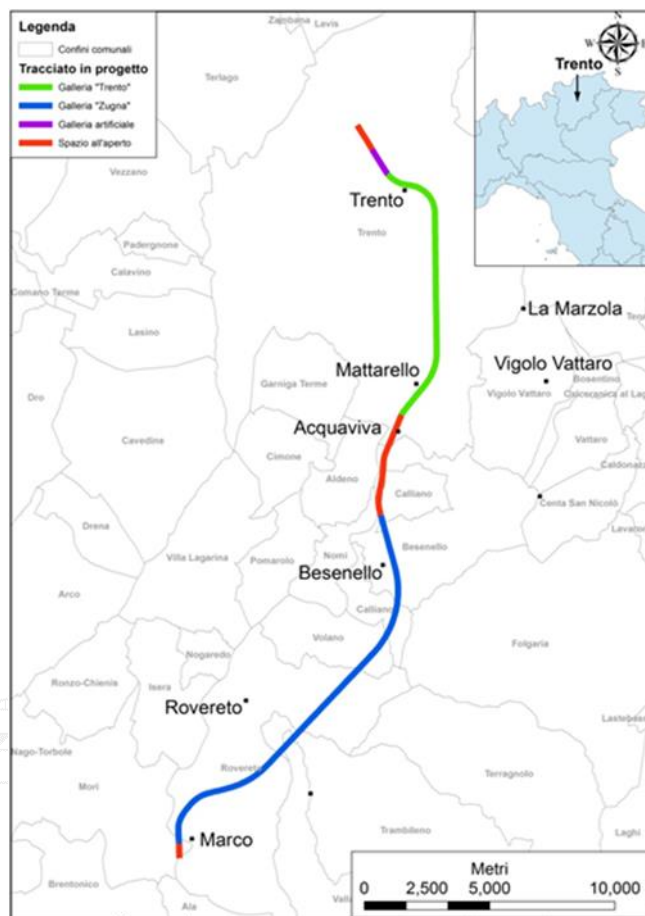 Legenda
Confini comunali
Tracciato in progetto
Galleria "Trento"
Galleria "Zugna"
Galleria artificiale
Spazio all'aperto
N
S
Trento
Zambana
Lavis
Terlago
Vezzano
Trento
Trento
Padergnone
Calavino
Comano Terme
Lasino
La Marzola
Mattarello
Vigolo Vattaro
Bosentino
Garniga Terme
Vigolo Vattaro
Dro
Acquaviva
Vattaro
Cavedine
Cimone
Aldeno
Calliano
Centa San Nicolò
Drena
Villa Lagarina
Pomarolo
Nomi
Besenello
Besenello
Arco
Calliano
Volano
Folgaria
Nogaredo
Ronzo-Chienis
Isera
Rovereto
Nago-Torbole
Rovereto
Terragnolo
Mori
Marco
Trambileno
Laghi
Metri
0 2,500 5,000 10,000
Brentonico
Ala